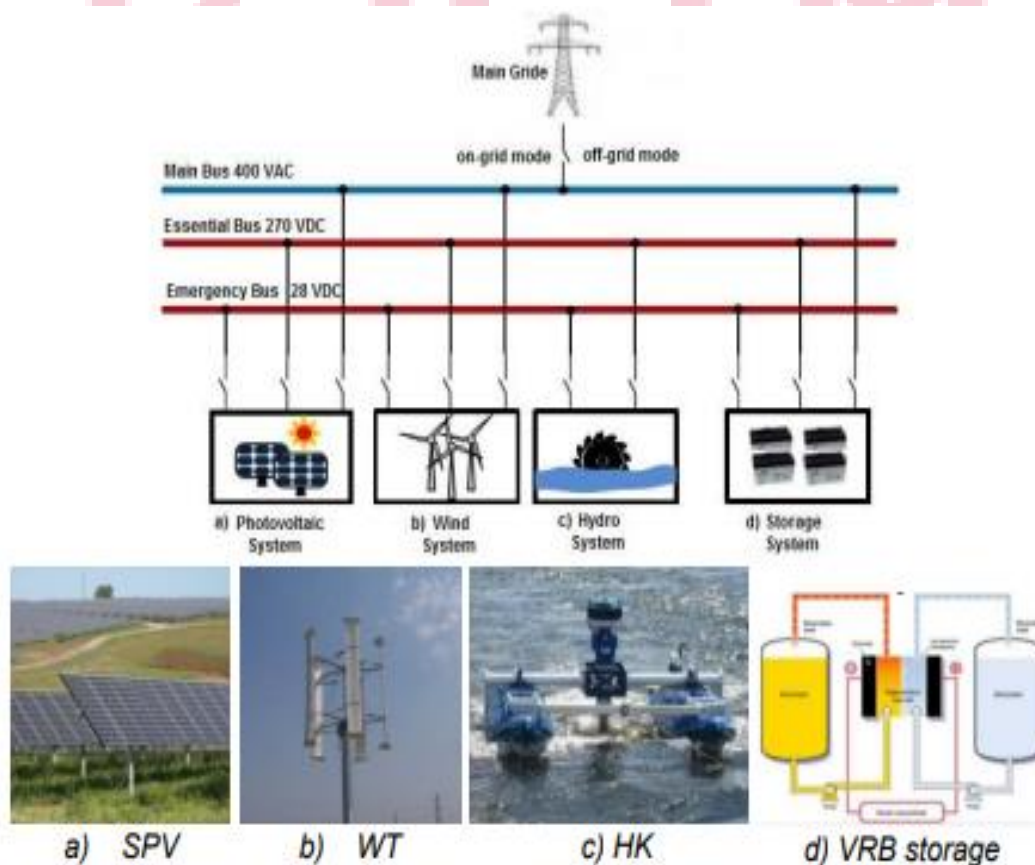 Main Gride
on-grid mode off-grid mode
Main Bus 400 VAC
Essential Bus 270 VDC
Emergency Bus 28 VDC
a) Photovoltaic
System
b) Wind
System
c) Hydro
System
d) Storage
System
a) SPV
b) WT
c) HK
d) VRB storage